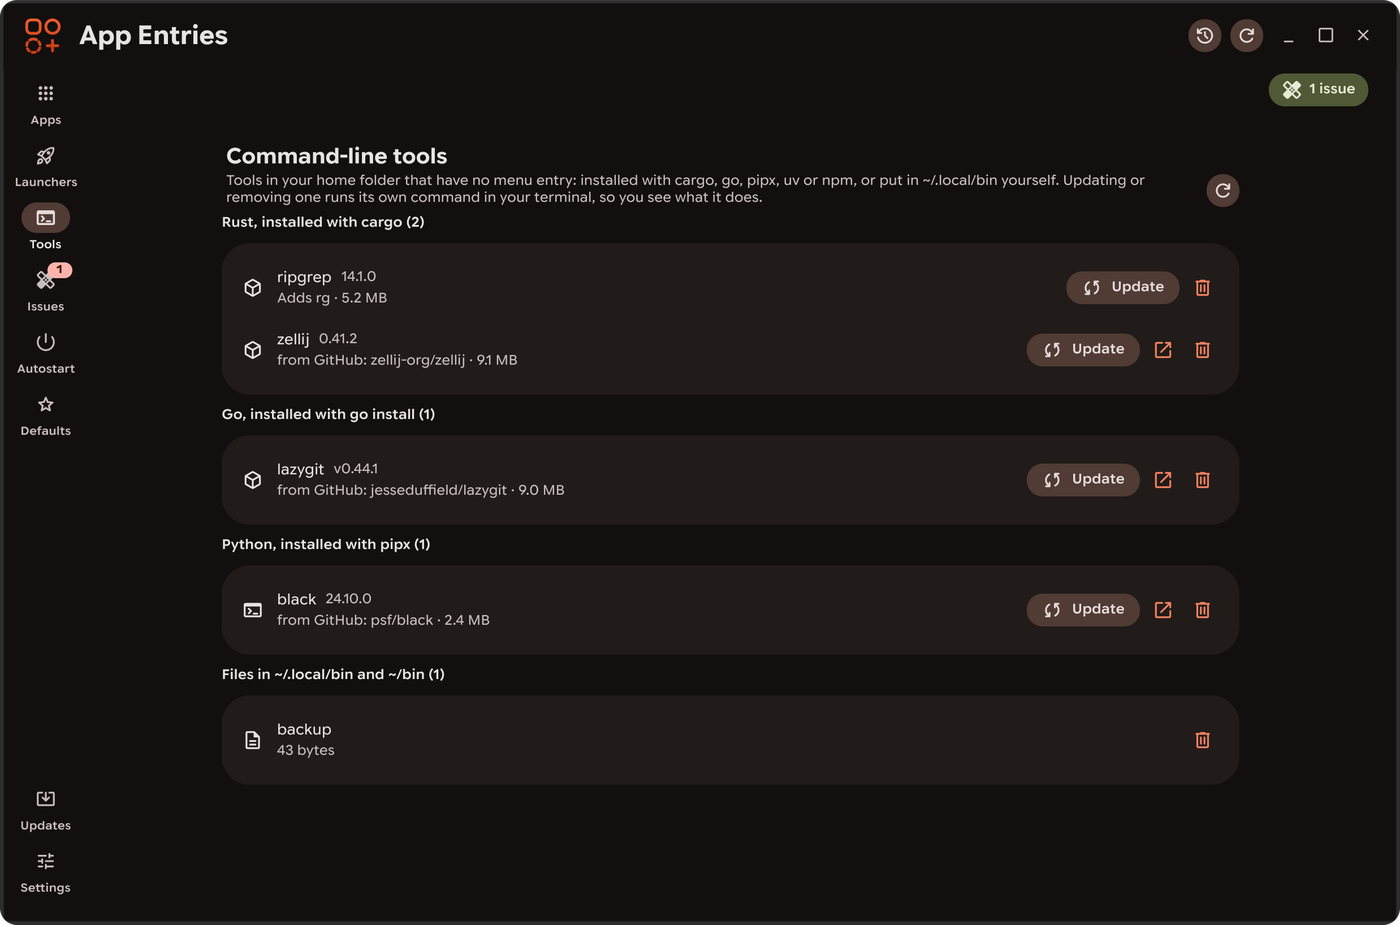 App Entries
1 issue
Apps
Launchers
Tools
1
Issues
Autostart
Defaults
Updates
Settings
Command-line tools
Tools in your home folder that have no menu entry: installed with cargo, go, pipx, uv or npm, or put in ~/.local/bin yourself. Updating or
removing one runs its own command in your terminal, so you see what it does.
Rust, installed with cargo (2)
ripgrep 14.1.0
Adds rg · 5.2 MB
Update
zellij 0.41.2
from GitHub: zellij-org/zellij · 9.1 MB
Update
Go, installed with go install (1)
lazygit v0.44.1
from GitHub: jesseduffield/lazygit · 9.0 MB
Update
Python, installed with pipx (1)
black 24.10.0
from GitHub: psf/black · 2.4 MB
Update
Files in ~/.local/bin and ~/bin (1)
backup
43 bytes